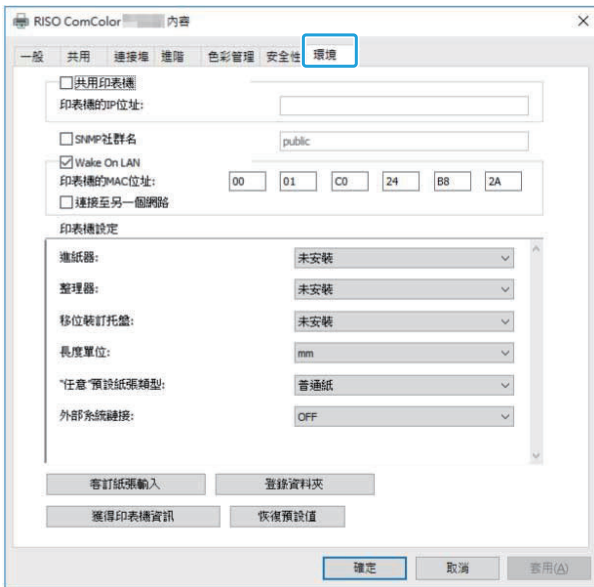 RISO ComColor 內容
一般 共用 連接埠 進階 色彩管理 安全性 環境
共用印表機
印表機的IP位址:
SNMP社群名 public
Wake On LAN
印表機的MAC位址: 00 01 C0 24 B8 2A
連接至另一個網路
印表機設定
進紙器: 未安裝
整理器: 未安裝
移位裝訂托盤: 未安裝
長度單位: mm
"任意"預設紙張類型: 普通紙
外部系統鏈接: OFF
客訂紙張輸入 登錄資料夾
獲得印表機資訊 恢復預設值
確定 取消 套用(A)